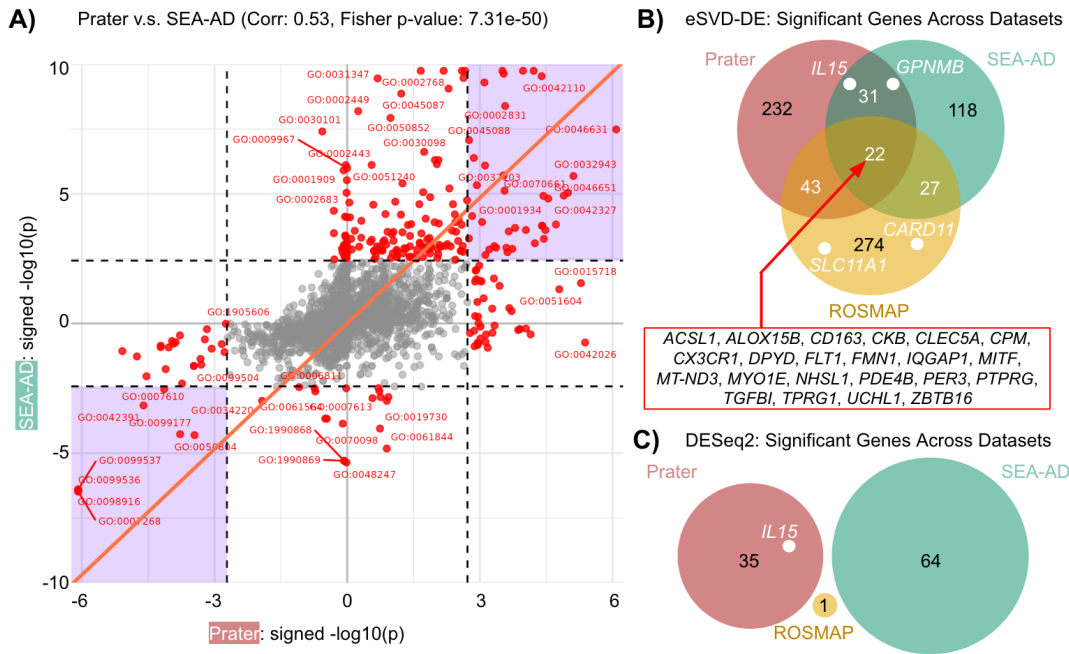 A)
Prater v.s. SEA-AD (Corr: 0.53, Fisher p-value: 7.31e-50)
10
5
0
-5
-10
SEA-AD: signed -log10(p)
GO:0031347
GO:0002768
GO:0042110
GO:0002449
GO:0045087
GO:0002831
GO:0030101
GO:0050852
GO:0045088
GO:0046631
GO:0009967
GO:0030098
GO:0002443
GO:0032943
GO:0001909
GO:0051240
GO:0070661
GO:0046651
GO:0002683
GO:0001934
GO:0042327
GO:0015718
GO:1905606
GO:0051604
GO:0042026
GO:0099504
GO:0006811
GO:0007610
GO:0042391
GO:0034220
GO:0007613
GO:0099177
GO:0019730
GO:1990868
GO:0070098
GO:0061844
GO:1990869
GO:0048247
GO:0099537
GO:0099536
GO:0098916
GO:0007268
-6
-3
0
3
6
Prater: signed -log10(p)
B)
eSVD-DE: Significant Genes Across Datasets
Prater
IL15
GPNMB
SEA-AD
232
31
118
22
43
27
274
CARD11
SLC11A1
ROSMAP
ACSL1, ALOX15B, CD163, CKB, CLEC5A, CPM,
CX3CR1, DPYD, FLT1, FMN1, IQGAP1, MITF,
MT-ND3, MYO1E, NHSL1, PDE4B, PER3, PTPRG,
TGFBI, TPRG1, UCHL1, ZBTB16
C)
DESeq2: Significant Genes Across Datasets
Prater
SEA-AD
IL15
35
64
1
ROSMAP